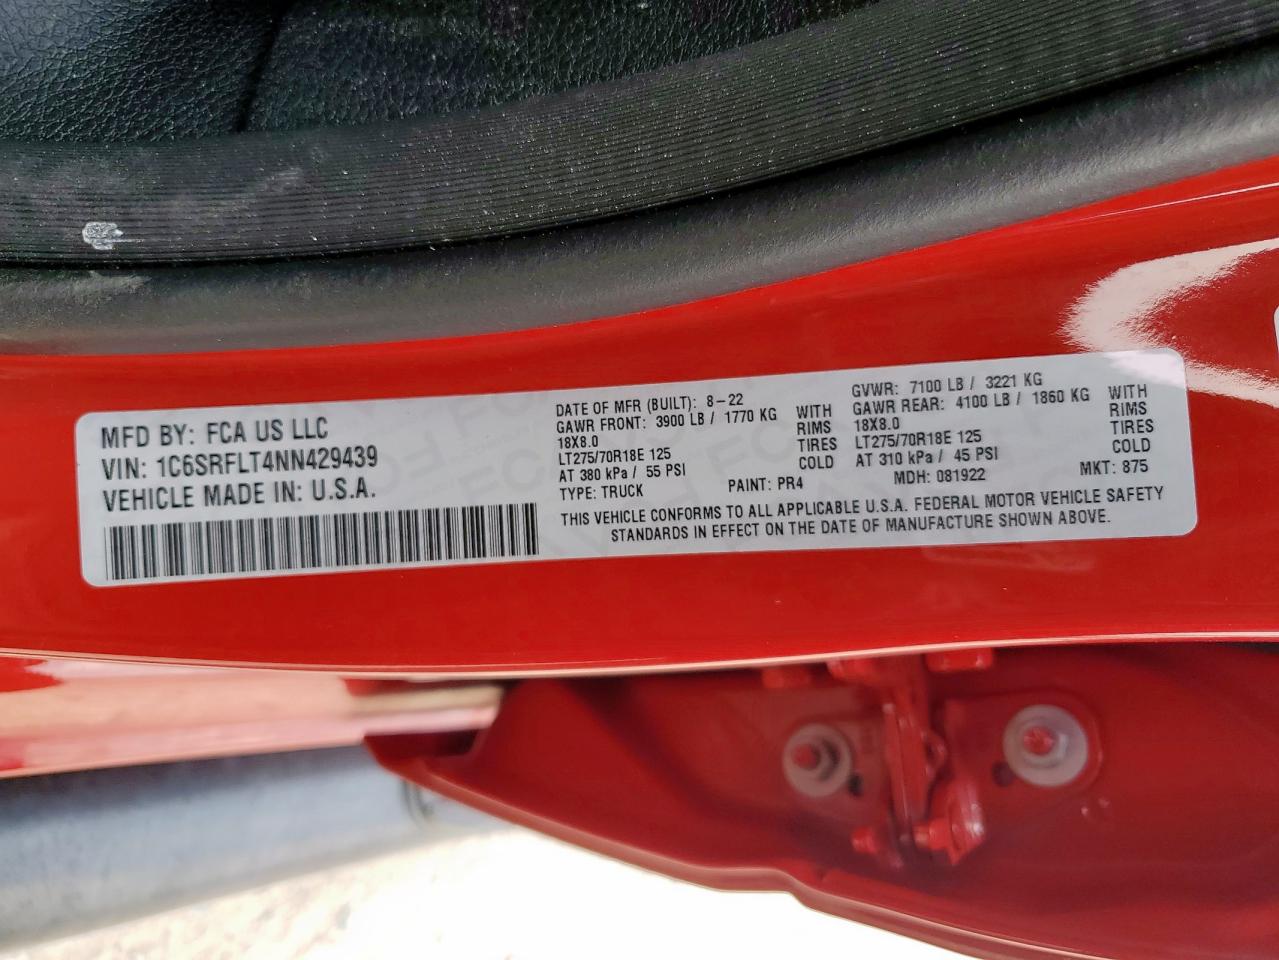 MFD BY: FCA US LLC
VIN: 1C6SRFLT4NN429439
VEHICLE MADE IN: U.S.A.
DATE OF MFR (BUILT): 8-22
GAWR FRONT: 3900 LB / 1770 KG WITH
18X8.0 RIMS
LT275/70R18E 125 TIRES
AT 380 kPa / 55 PSI COLD
TYPE: TRUCK PAINT: PR4
GVWR: 7100 LB / 3221 KG
GAWR REAR: 4100 LB / 1860 KG WITH
18X8.0 RIMS
LT275/70R18E 125 TIRES
AT 310 kPa / 45 PSI COLD
MDH: 081922 MKT: 875
THIS VEHICLE CONFORMS TO ALL APPLICABLE U.S.A. FEDERAL MOTOR VEHICLE SAFETY
STANDARDS IN EFFECT ON THE DATE OF MANUFACTURE SHOWN ABOVE.